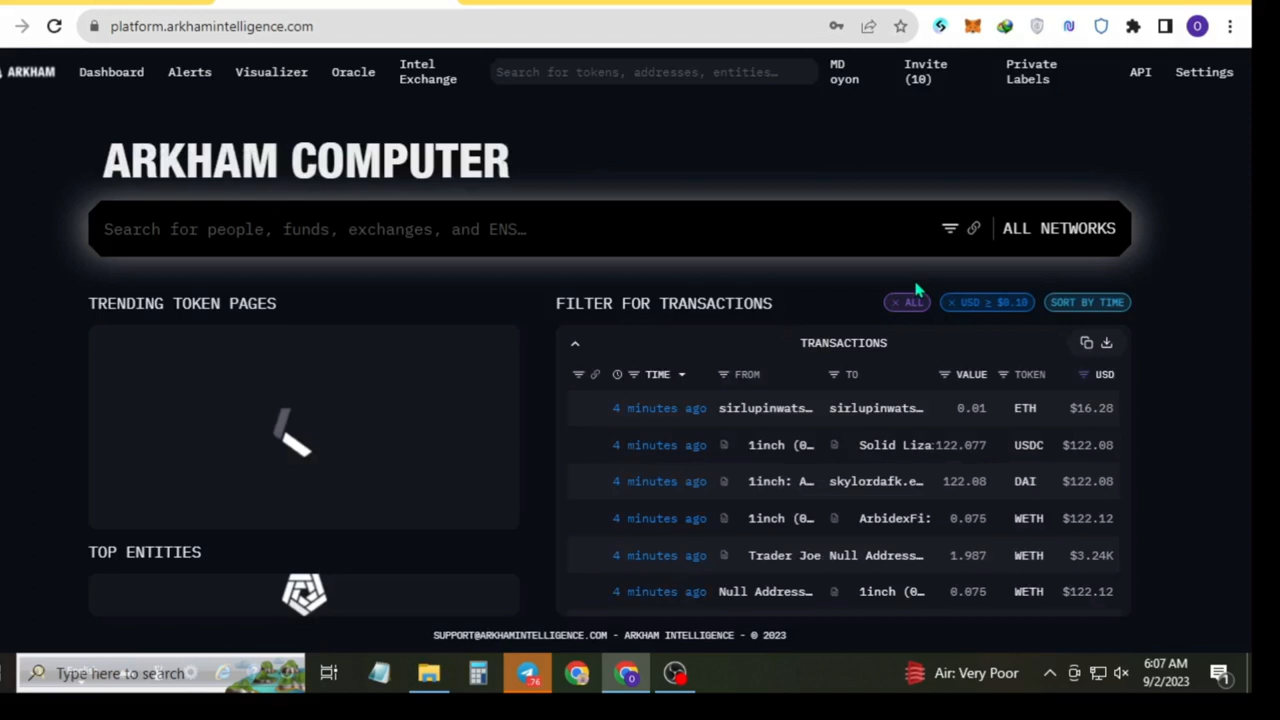 platform.arkhamintelligence.com
ARKHAM Dashboard Alerts Visualizer Oracle Intel Exchange Search for tokens, addresses, entities… MD oyon Invite (10) Private Labels API Settings
ARKHAM COMPUTER
Search for people, funds, exchanges, and ENS… ALL NETWORKS
TRENDING TOKEN PAGES
FILTER FOR TRANSACTIONS × ALL × USD ≥ $0.10 SORT BY TIME
TRANSACTIONS
TIME FROM TO VALUE TOKEN USD
4 minutes ago sirlupinwats… sirlupinwats… 0.01 ETH $16.28
4 minutes ago 1inch (0… Solid Liza 122.077 USDC $122.08
4 minutes ago 1inch: A… skylordafk.e… 122.08 DAI $122.08
4 minutes ago 1inch (0… ArbidexFi: 0.075 WETH $122.12
4 minutes ago Trader Joe Null Address… 1.987 WETH $3.24K
4 minutes ago Null Address… 1inch (0… 0.075 WETH $122.12
TOP ENTITIES
SUPPORT@ARKHAMINTELLIGENCE.COM - ARKHAM INTELLIGENCE - © 2023
Type here to search
26
Air: Very Poor
6:07 AM
9/2/2023
1
O